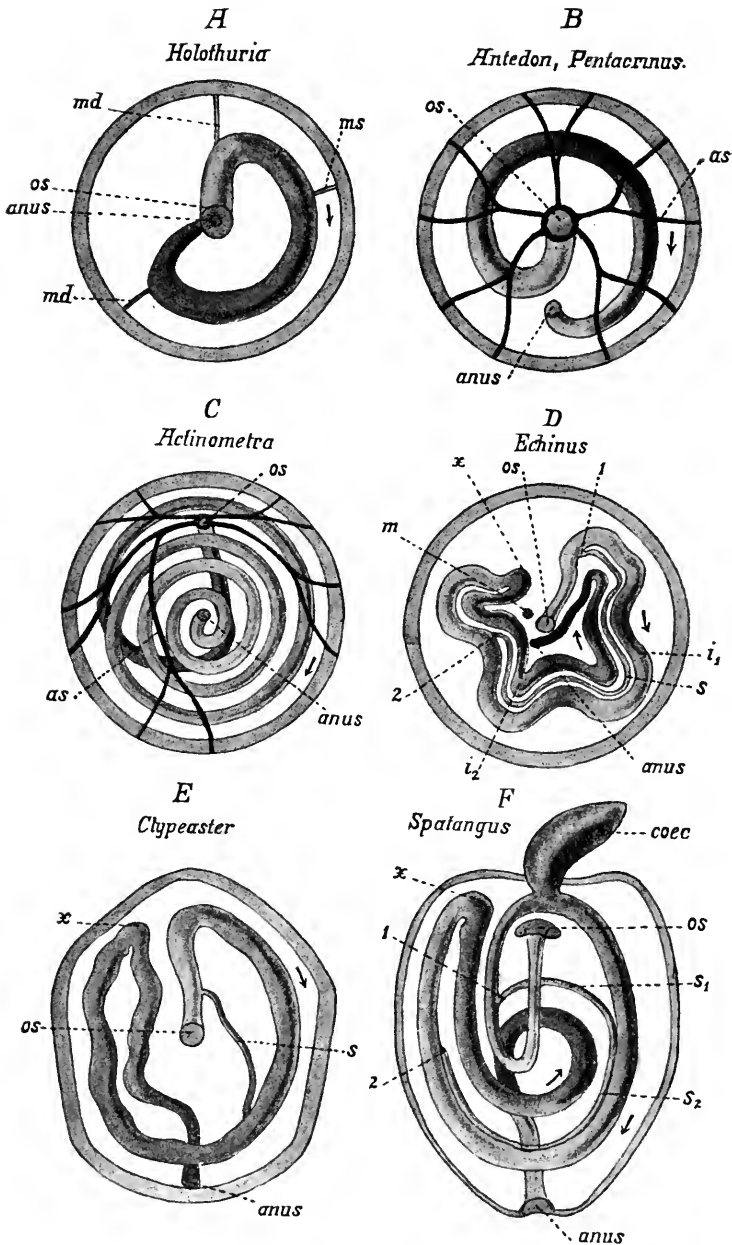 A
Holothuria
md
ms
os
anus
md
B
Antedon, Pentacrinus.
os
as
anus
C
Actinometra
os
as
anus
D
Echinus
x
os
1
m
i1
s
2
anus
i2
E
Clypeaster
x
os
s
anus
F
Spatangus
coec
x
os
1
s1
2
s2
anus